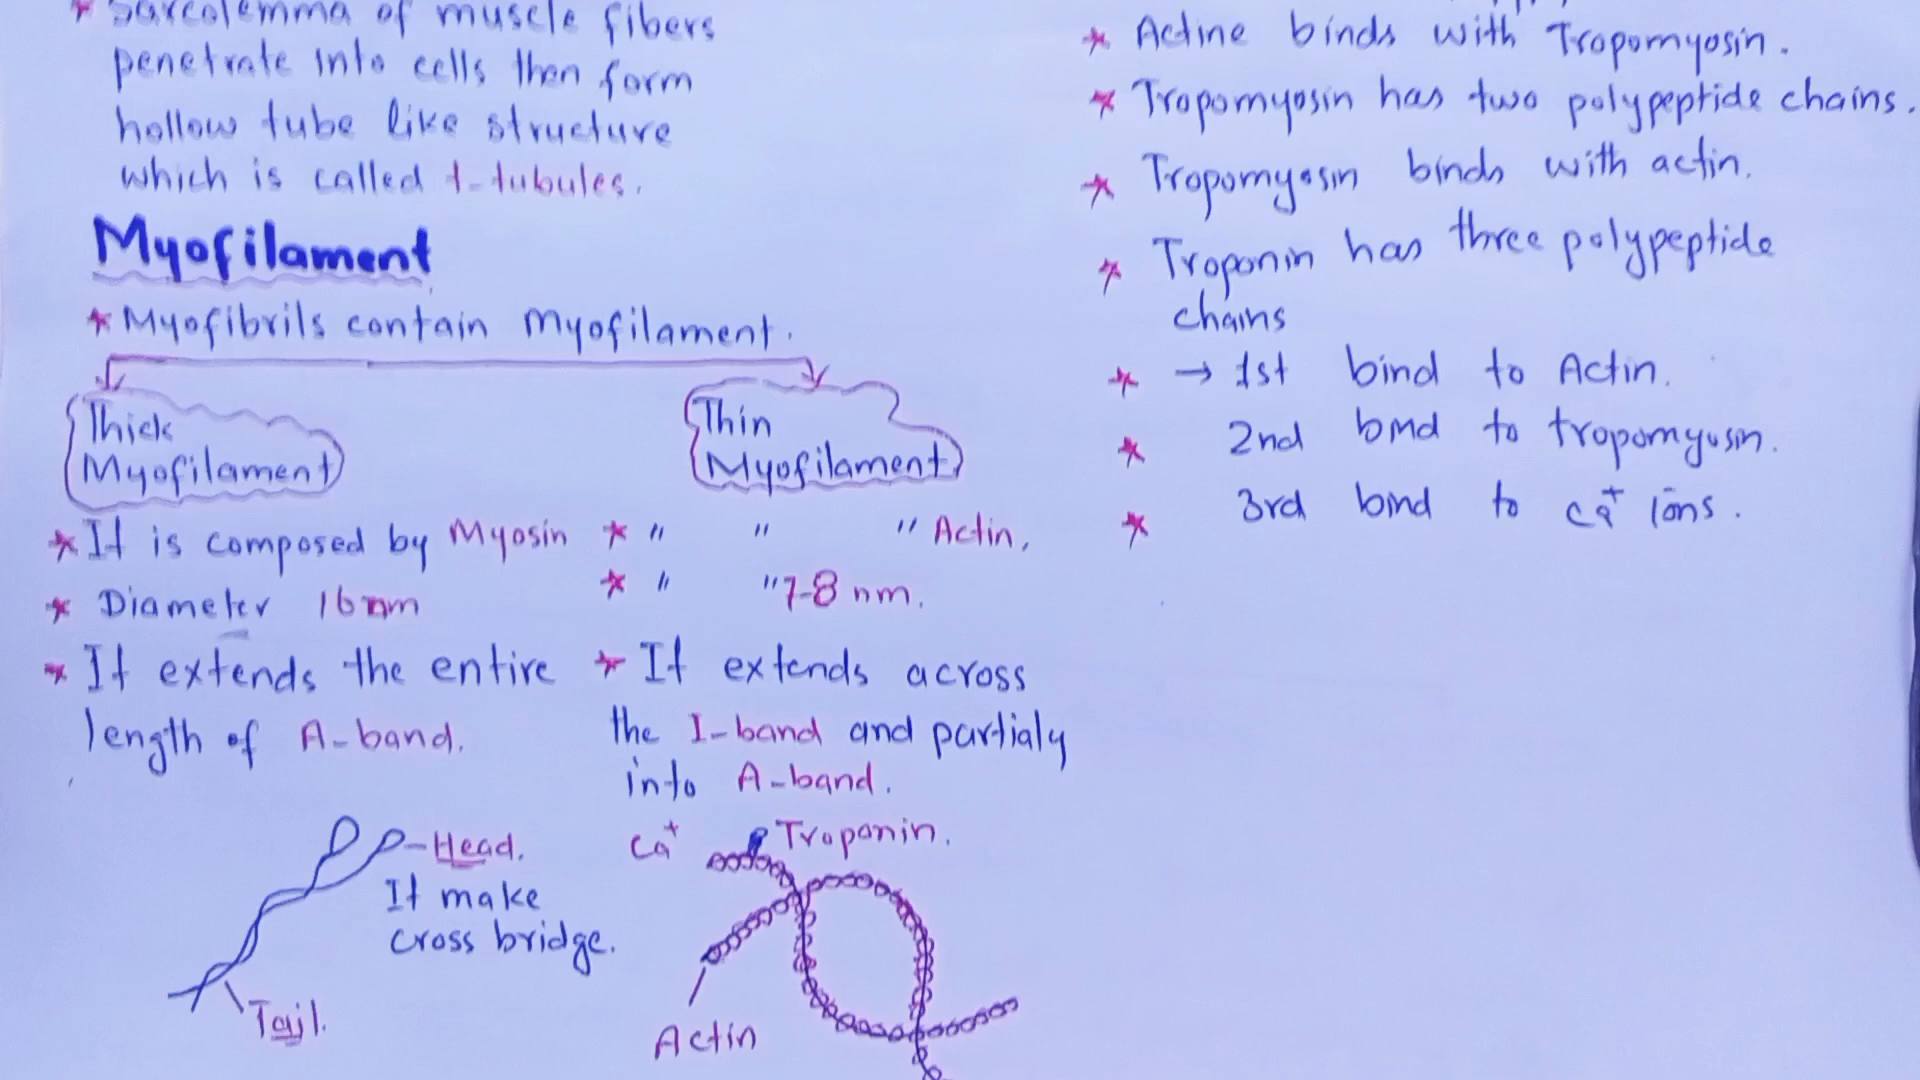 * Sarcolemma of muscle fibers
penetrate into cells then form
hollow tube like structure
which is called t-tubules.
Myofilament
* Myofibrils contain myofilament.
Thick
Myofilament
* It is composed by Myosin
* Diameter 16 nm
* It extends the entire
length of A-band.
Head.
It make
cross bridge.
Tail.
Thin
Myofilament
* " " " Actin.
* " " 7-8 nm.
* It extends across
the I-band and partialy
into A-band.
Ca+ Troponin.
Actin
* Actine binds with Tropomyosin.
* Tropomyosin has two polypeptide chains.
* Tropomyosin binds with actin.
* Troponin has three polypeptide
chains
* → 1st bind to Actin.
* 2nd bind to tropomyosin.
* 3rd bind to Ca+ ions.